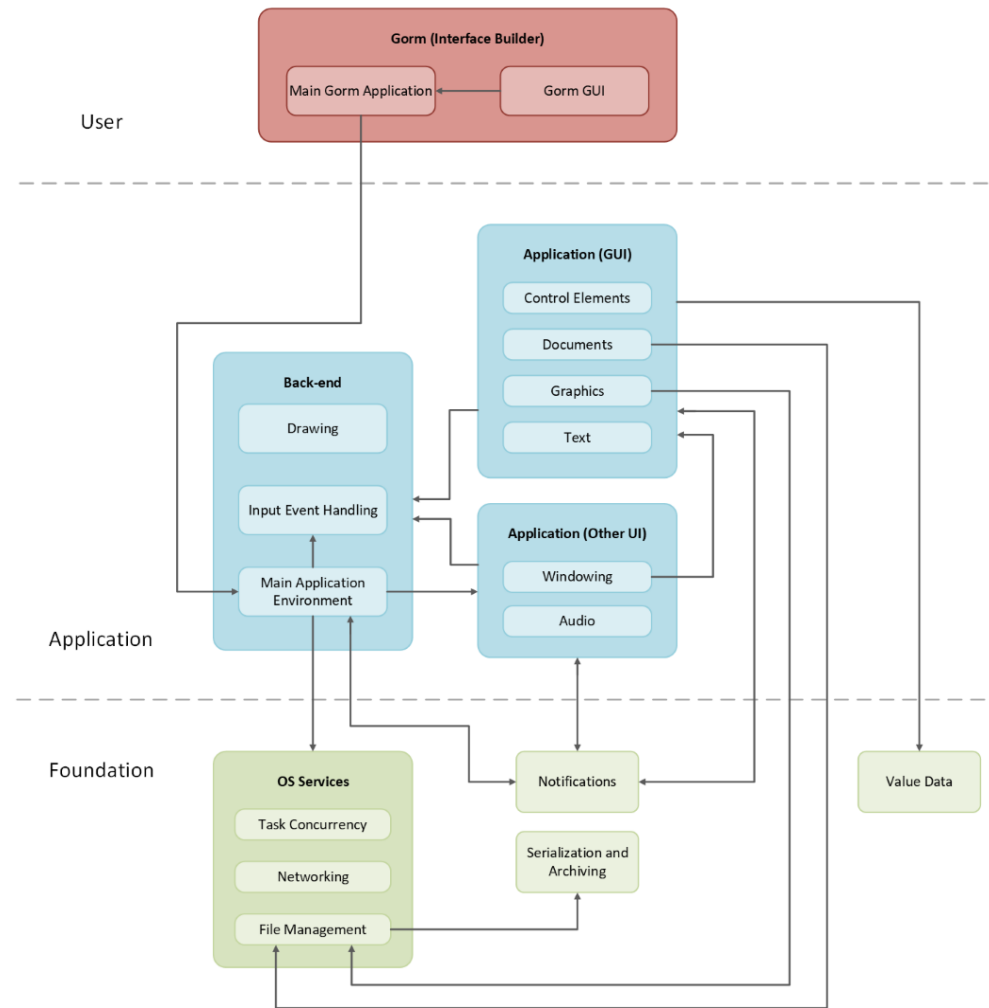 Gorm (Interface Builder)
Main Gorm Application
Gorm GUI
User
Application (GUI)
Control Elements
Documents
Graphics
Text
Back-end
Drawing
Input Event Handling
Main Application
Environment
Application (Other UI)
Windowing
Audio
Application
Foundation
OS Services
Task Concurrency
Networking
File Management
Notifications
Serialization and
Archiving
Value Data